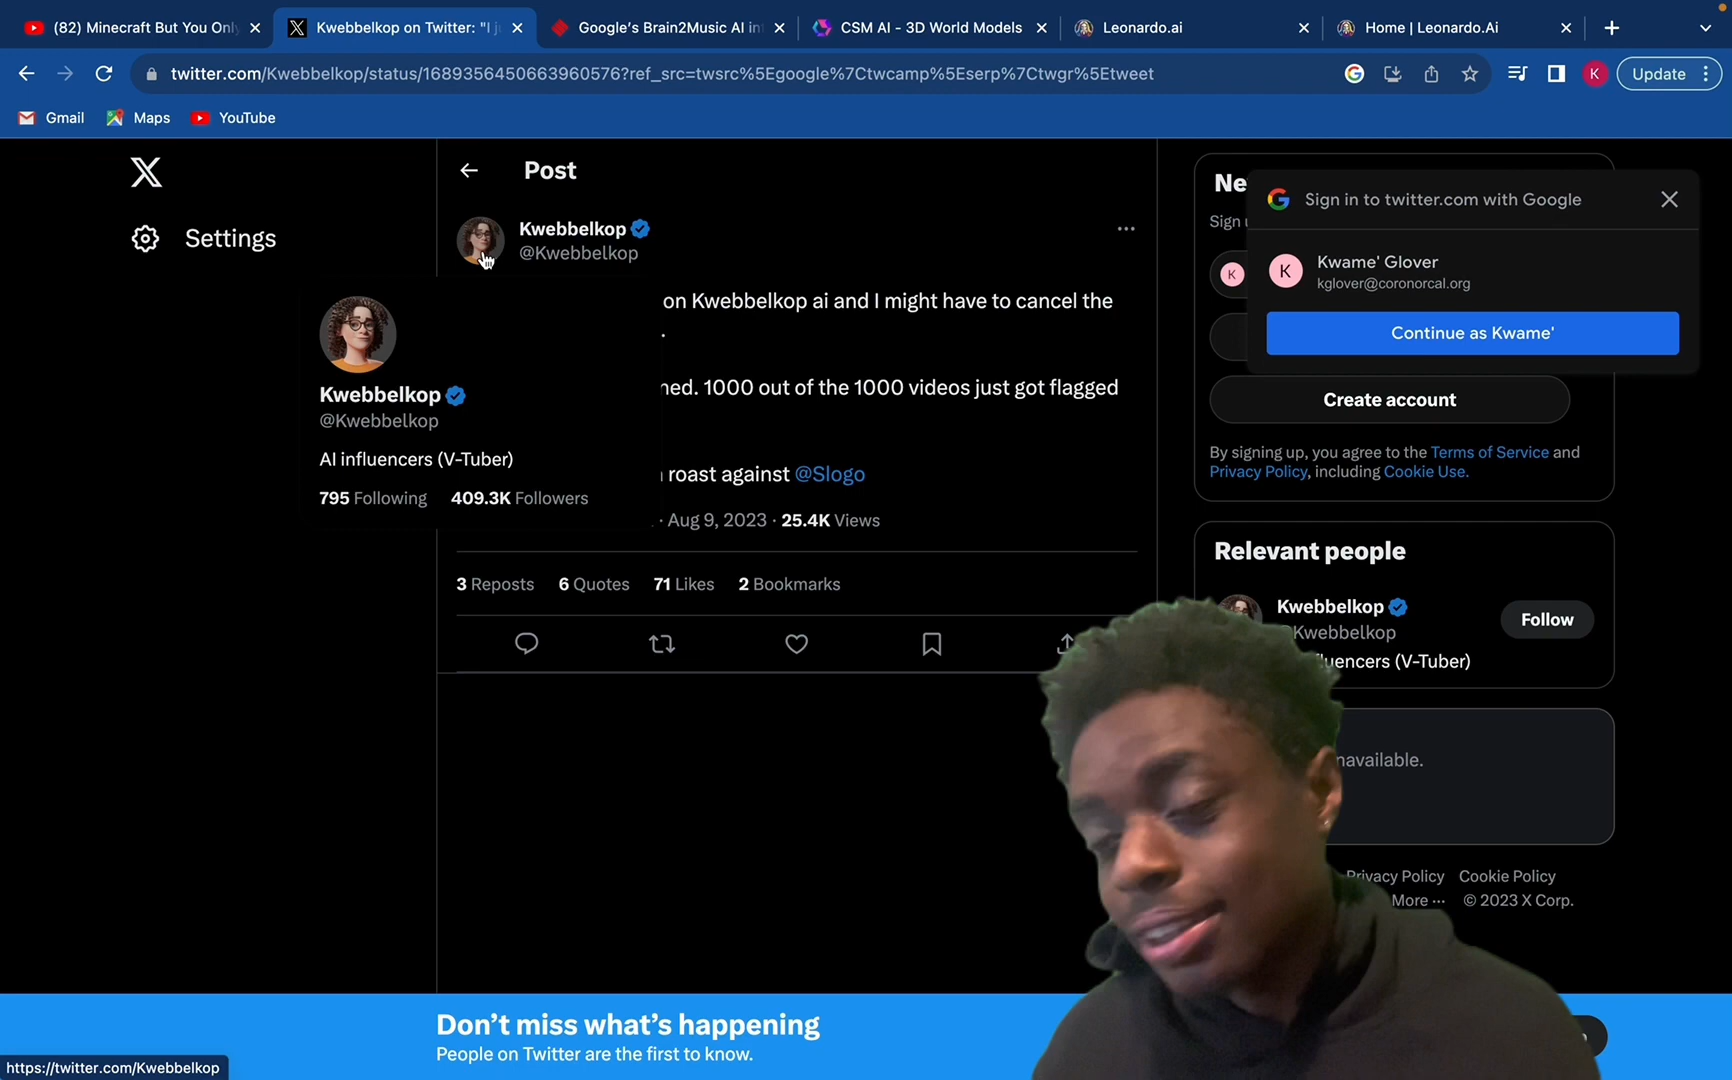 (82) Minecraft But You Only
Kwebbelkop on Twitter: "I j
Google's Brain2Music AI in
CSM AI - 3D World Models
Leonardo.ai
Home | Leonardo.Ai
twitter.com/Kwebbelkop/status/1689356450663960576?ref_src=twsrc%5Egoogle%7Ctwcamp%5Eserp%7Ctwgr%5Etweet
K
Update
Gmail
Maps
YouTube
Settings
Post
Kwebbelkop
@Kwebbelkop
on Kwebbelkop ai and I might have to cancel the
ned. 1000 out of the 1000 videos just got flagged
roast against @Slogo
· Aug 9, 2023 · 25.4K Views
3 Reposts 6 Quotes 71 Likes 2 Bookmarks
Kwebbelkop
@Kwebbelkop
AI influencers (V-Tuber)
795 Following 409.3K Followers
Ne
Sign u
K
Sign in to twitter.com with Google
K
Kwame' Glover
kglover@coronorcal.org
Continue as Kwame'
Create account
By signing up, you agree to the Terms of Service and
Privacy Policy, including Cookie Use.
Relevant people
Kwebbelkop
@Kwebbelkop
Follow
luencers (V-Tuber)
navailable.
Privacy Policy Cookie Policy
More ··· © 2023 X Corp.
Don't miss what's happening
People on Twitter are the first to know.
https://twitter.com/Kwebbelkop